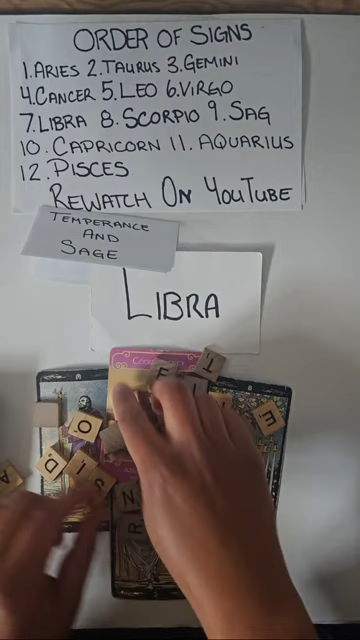 ORDER OF SIGNS
1. ARIES 2. TAURUS 3. GEMINI
4. CANCER 5. LEO 6. VIRGO
7. LIBRA 8. SCORPIO 9. SAG
10. CAPRICORN 11. AQUARIUS
12. PISCES
REWATCH ON YOUTUBE
TEMPERANCE
AND
SAGE
LIBRA
T
E
E
O
D
I
S
A
N
R